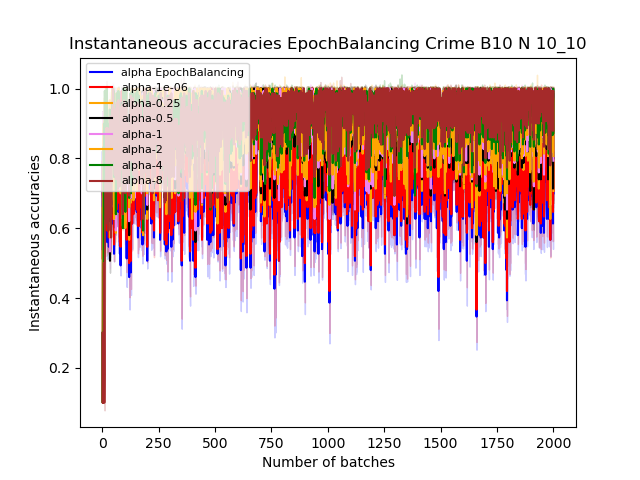 Instantaneous accuracies EpochBalancing Crime B10 N 10_10
alpha EpochBalancing
alpha-1e-06
alpha-0.25
alpha-0.5
alpha-1
alpha-2
alpha-4
alpha-8
Instantaneous accuracies
1.0
0.8
0.6
0.4
0.2
0 250 500 750 1000 1250 1500 1750 2000
Number of batches